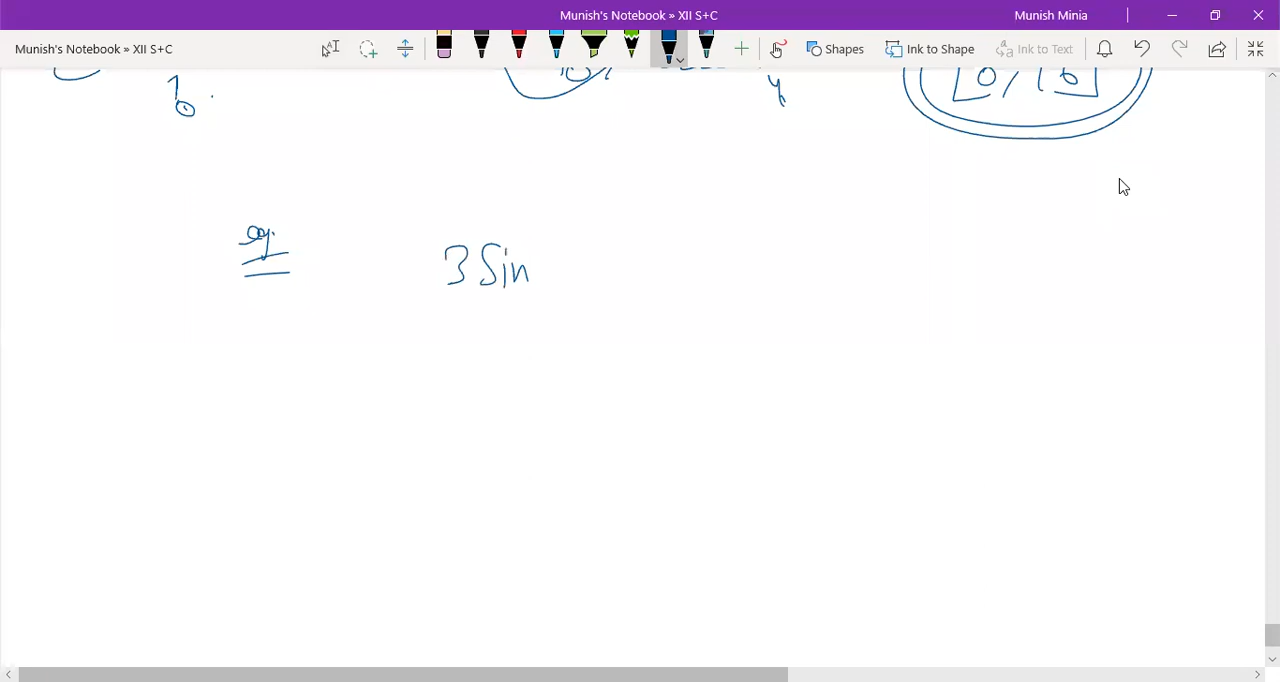 Munish's Notebook » XII S+C
Munish Minia
Munish's Notebook » XII S+C
Shapes
Ink to Shape
Ink to Text
eg.
3 Sin